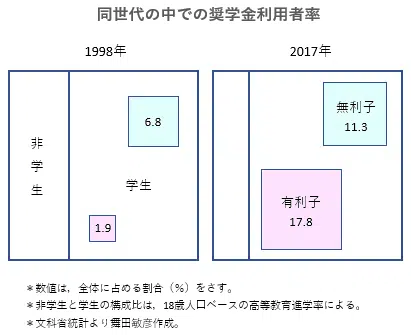 同世代の中での奨学金利用者率
1998年
2017年
非学生
学生
6.8
1.9
無利子
11.3
有利子
17.8
＊数値は，全体に占める割合（％）をさす。
＊非学生と学生の構成比は，18歳人口ベースの高等教育進学率による。
＊文科省統計より舞田敏彦作成。